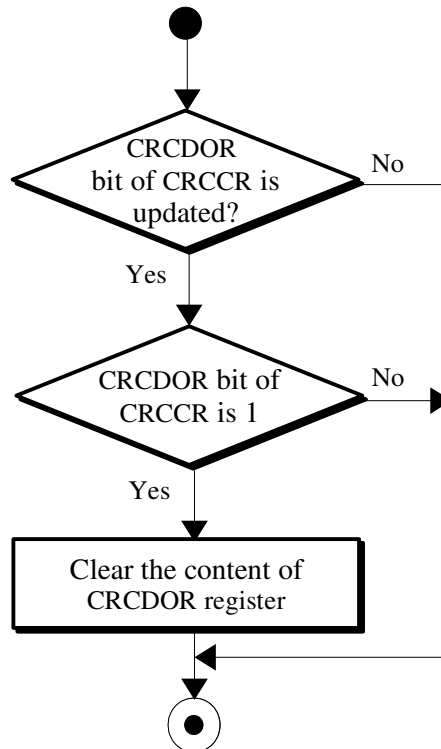 CRCDOR
bit of CRCCR is
updated?
No
Yes
CRCDOR bit of
CRCCR is 1
No
Yes
Clear the content of
CRCDOR register